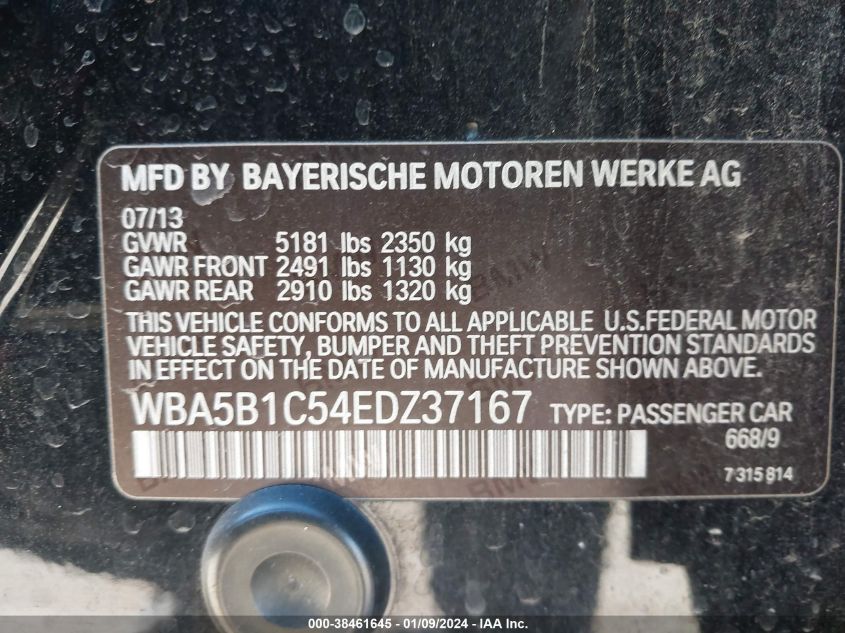 MFD BY BAYERISCHE MOTOREN WERKE AG
07/13
GVWR 5181 lbs 2350 kg
GAWR FRONT 2491 lbs 1130 kg
GAWR REAR 2910 lbs 1320 kg
THIS VEHICLE CONFORMS TO ALL APPLICABLE U.S.FEDERAL MOTOR
VEHICLE SAFETY, BUMPER AND THEFT PREVENTION STANDARDS
IN EFFECT ON THE DATE OF MANUFACTURE SHOWN ABOVE.
WBA5B1C54EDZ37167 TYPE: PASSENGER CAR
668/9
7 315 814
000-38461645 - 01/09/2024 - IAA Inc.